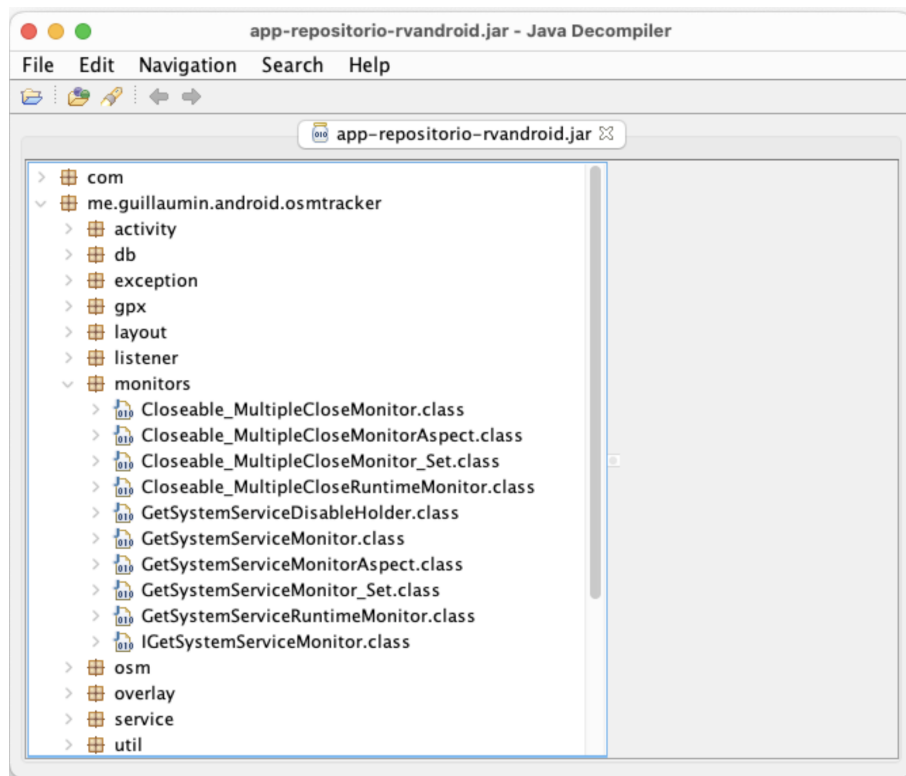 app-repositorio-rvandroid.jar - Java Decompiler
File Edit Navigation Search Help
app-repositorio-rvandroid.jar
com
me.guillaumin.android.osmtracker
activity
db
exception
gpx
layout
listener
monitors
Closeable_MultipleCloseMonitor.class
Closeable_MultipleCloseMonitorAspect.class
Closeable_MultipleCloseMonitor_Set.class
Closeable_MultipleCloseRuntimeMonitor.class
GetSystemServiceDisableHolder.class
GetSystemServiceMonitor.class
GetSystemServiceMonitorAspect.class
GetSystemServiceMonitor_Set.class
GetSystemServiceRuntimeMonitor.class
IGetSystemServiceMonitor.class
osm
overlay
service
util